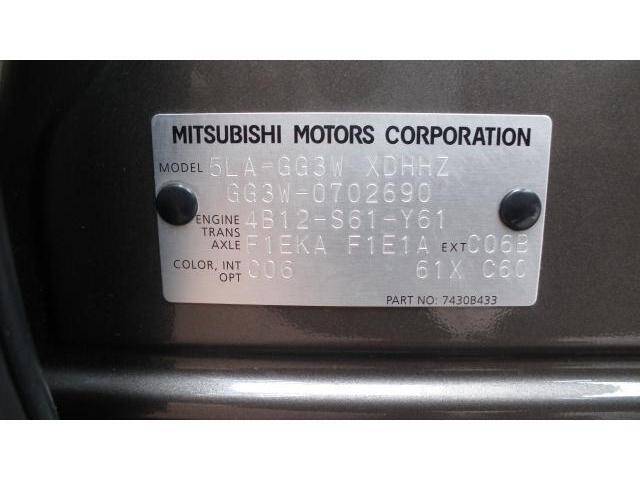 MITSUBISHI MOTORS CORPORATION
MODEL 5LA-GG3W XDHHZ
GG3W-0702690
ENGINE 4B12-S61-Y61
TRANS
AXLE F1EKA F1E1A EXT C06B
COLOR, INT C06 61X C60
OPT
PART NO: 7430B433